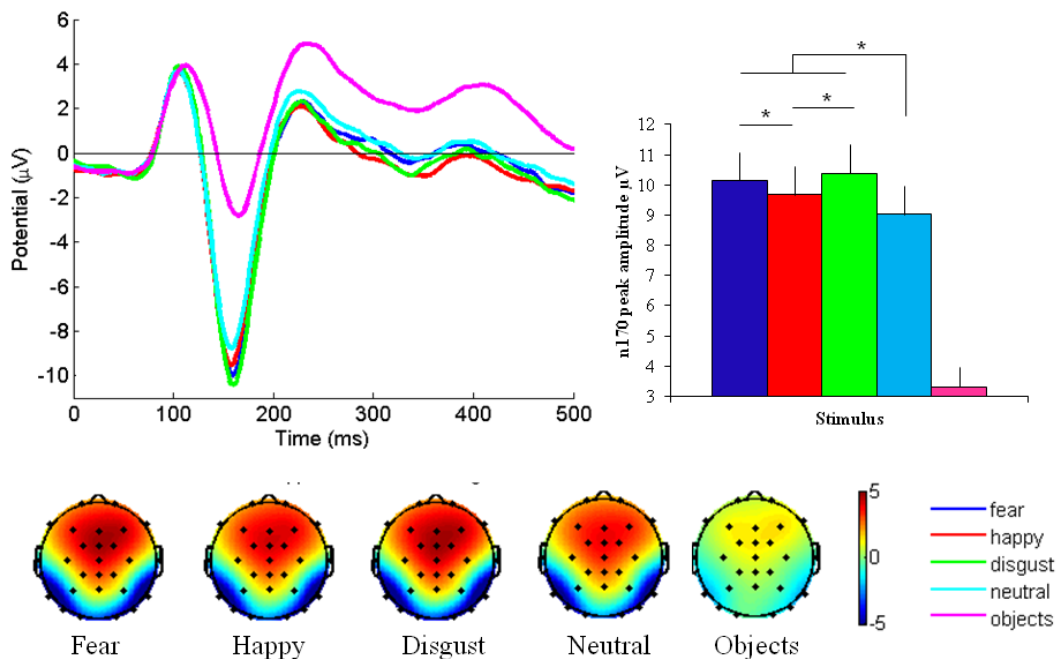 6
4
2
0
-2
-4
-6
-8
-10
Potential (μV)
0 100 200 300 400 500
Time (ms)
*
*
*
12
11
10
9
8
7
6
5
4
3
n170 peak amplitude μV
Stimulus
Fear Happy Disgust Neutral Objects
5
0
-5
fear
happy
disgust
neutral
objects